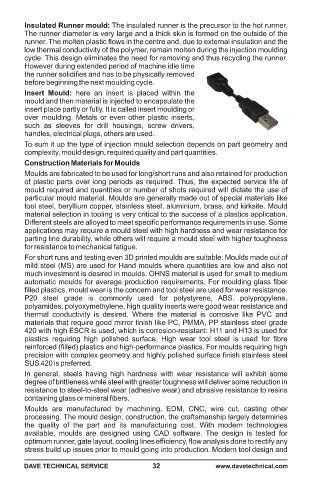 Insulated Runner mould: The insulated runner is the precursor to the hot runner.
The runner diameter is very large and a thick skin is formed on the outside of the
runner. The molten plastic flows in the centre and, due to external insulation and the
low thermal conductivity of the polymer, remain molten during the injection moulding
cycle. This design eliminates the need for removing and thus recycling the runner.
However during extended period of machine idle time
the runner solidifies and has to be physically removed
before beginning the next moulding cycle.
Insert Mould: here an insert is placed within the
mould and then material is injected to encapsulate the
insert place partly or fully. It is called insert moulding or
over moulding. Metals or even other plastic inserts,
such as sleeves for drill housings, screw drivers,
handles, electrical plugs, others are used.
To sum it up the type of injection mould selection depends on part geometry and
complexity, mould design, required quality and part quantities.
Construction Materials for Moulds
Moulds are fabricated to be used for long/short runs and also retained for production
of plastic parts over long periods as required. Thus, the expected service life of
mould required and quantities or number of shots required will dictate the use of
particular mould material. Moulds are generally made out of special materials like
tool steel, beryllium copper, stainless steel, aluminium, brass, and kirksite. Mould
material selection in tooling is very critical to the success of a plastics application.
Different steels are alloyed to meet specific performance requirements in use. Some
applications may require a mould steel with high hardness and wear resistance for
parting line durability, while others will require a mould steel with higher toughness
for resistance to mechanical fatigue.
For short runs and testing even 3D printed moulds are suitable. Moulds made out of
mild steel (MS) are used for Hand moulds where quantities are low and also not
much investment is desired in moulds. OHNS material is used for small to medium
automatic moulds for average production requirements. For moulding glass fiber
filled plastics, mould wear is the concern and tool steel are used for wear resistance.
P20 steel grade is commonly used for polystyrene, ABS, polypropylene,
polyamides, polyoxymethylene, high quality inserts were good wear resistance and
thermal conductivity is desired. Where the material is corrosive like PVC and
materials that require good mirror finish like PC, PMMA, PP stainless steel grade
420 with high ESCR is used, which is corrosion-resistant. H11 and H13 is used for
plastics requiring high polished surface. High wear tool steel is used for fibre
reinforced (filled) plastics and high-performance plastics. For moulds requiring high
precision with complex geometry and highly polished surface finish stainless steel
SUS 420 is preferred.
In general, steels having high hardness with wear resistance will exhibit some
degree of brittleness while steel with greater toughness will deliver some reduction in
resistance to steel-to-steel wear (adhesive wear) and abrasive resistance to resins
containing glass or mineral fibers.
Moulds are manufactured by machining, EDM, CNC, wire cut, casting other
processing. The mould design, construction, the craftsmanship largely determines
the quality of the part and its manufacturing cost. With modern technologies
available, moulds are designed using CAD software. The design is tested for
optimum runner, gate layout, cooling lines efficiency, flow analysis done to rectify any
stress build up issues prior to mould going into production. Modern tool design and
DAVE TECHNICAL SERVICE 32 www.davetechnical.com